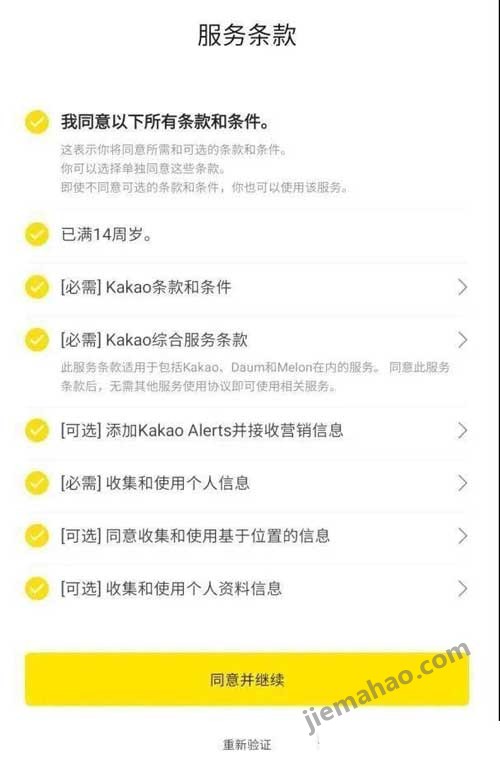 服务条款
我同意以下所有条款和条件。
这表示你将同意所需和可选的条款和条件。
你可以选择单独同意这些条款。
即使不同意可选的条款和条件，你也可以使用该服务。
已满14周岁。
[必需] Kakao条款和条件
[必需] Kakao综合服务条款
此服务条款适用于包括Kakao、Daum和Melon在内的服务。 同意此服务
条款后，无需其他服务使用协议即可使用相关服务。
[可选] 添加Kakao Alerts并接收营销信息
[必需] 收集和使用个人信息
[可选] 同意收集和使用基于位置的信息
[可选] 收集和使用个人资料信息
同意并继续
jiemahao.com
重新验证